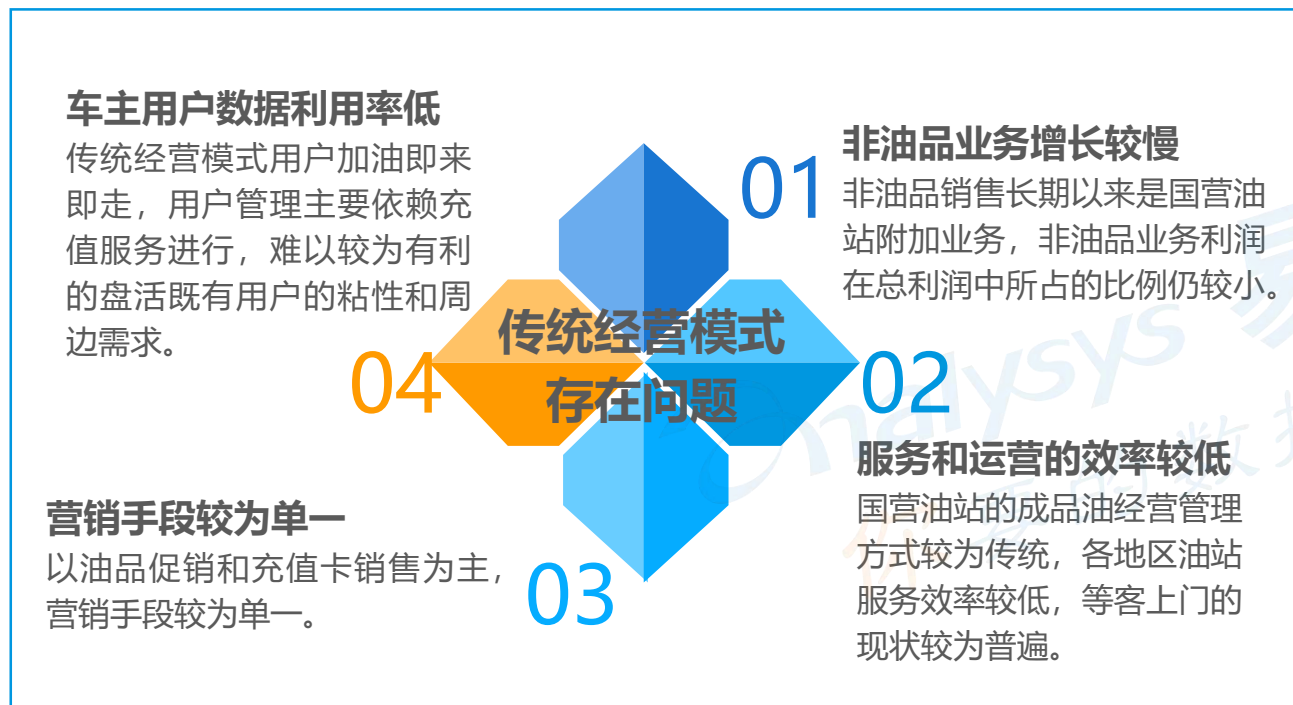 车主用户数据利用率低
传统经营模式用户加油即来
即走，用户管理主要依赖充
值服务进行，难以较为有利
的盘活既有用户的粘性和周
边需求。
01
非油品业务增长较慢
非油品销售长期以来是国营油
站附加业务，非油品业务利润
在总利润中所占的比例仍较小。
传统经营模式
存在问题
04
02
服务和运营的效率较低
国营油站的成品油经营管理
方式较为传统，各地区油站
服务效率较低，等客上门的
现状较为普遍。
营销手段较为单一
以油品促销和充值卡销售为主，
营销手段较为单一。
03
nalysys 易
你要的数据